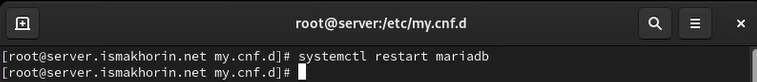 root@server:/etc/my.cnf.d
[root@server.ismakhorin.net my.cnf.d]# systemctl restart mariadb
[root@server.ismakhorin.net my.cnf.d]#